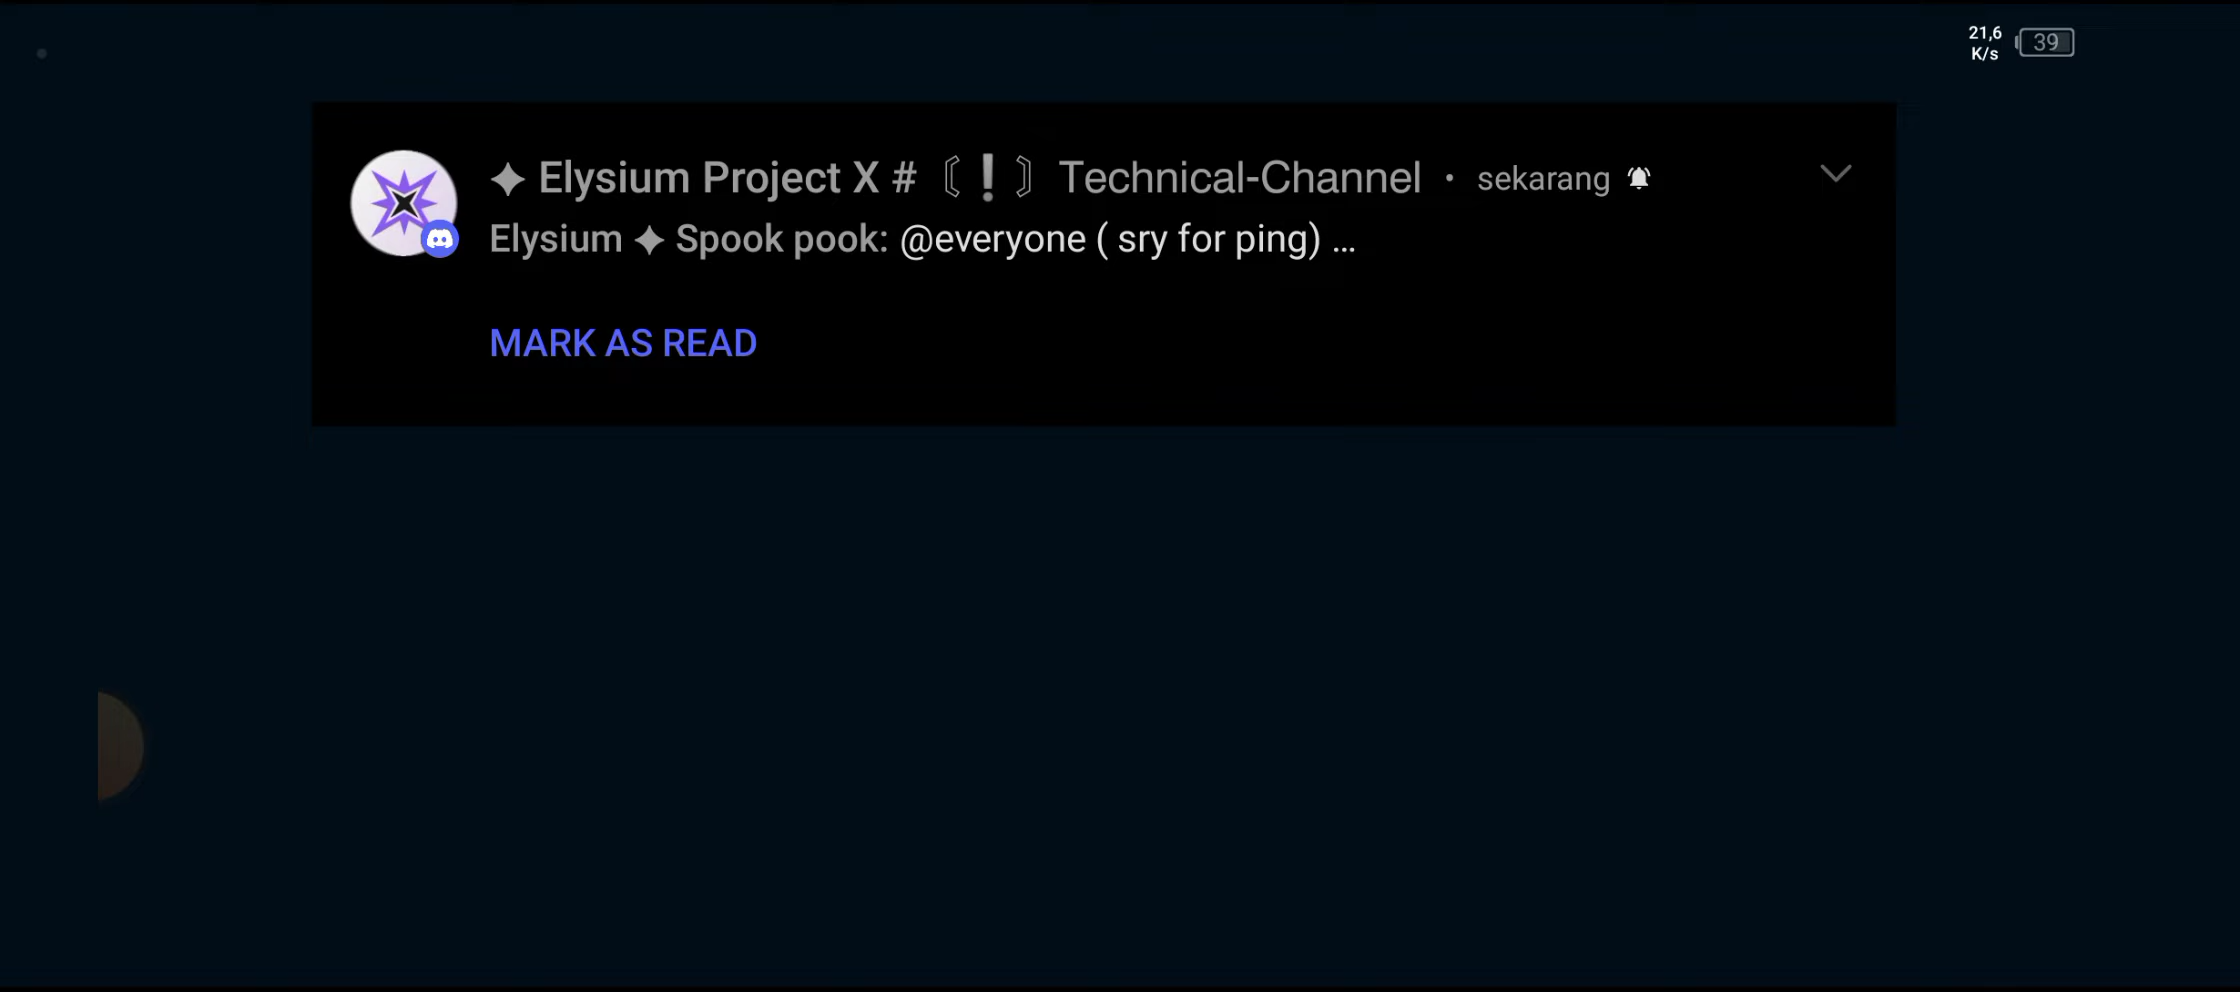 21,6
K/s
39
✦ Elysium Project X # 〘❗〙Technical-Channel • sekarang
Elysium ✦ Spook pook: @everyone ( sry for ping) ...
MARK AS READ